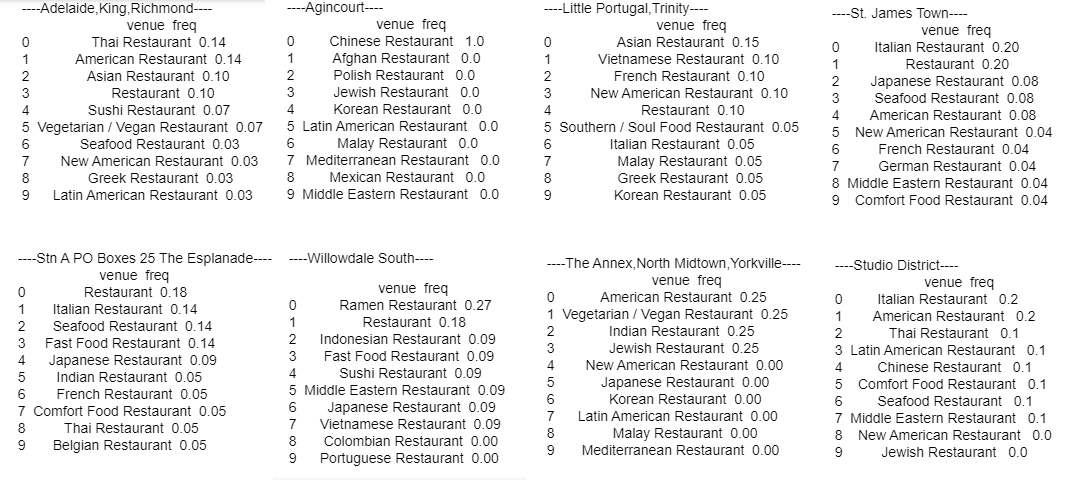 ----Adelaide,King,Richmond----
venue freq
0 Thai Restaurant 0.14
1 American Restaurant 0.14
2 Asian Restaurant 0.10
3 Restaurant 0.10
4 Sushi Restaurant 0.07
5 Vegetarian / Vegan Restaurant 0.07
6 Seafood Restaurant 0.03
7 New American Restaurant 0.03
8 Greek Restaurant 0.03
9 Latin American Restaurant 0.03
----Agincourt----
venue freq
0 Chinese Restaurant 1.0
1 Afghan Restaurant 0.0
2 Polish Restaurant 0.0
3 Jewish Restaurant 0.0
4 Korean Restaurant 0.0
5 Latin American Restaurant 0.0
6 Malay Restaurant 0.0
7 Mediterranean Restaurant 0.0
8 Mexican Restaurant 0.0
9 Middle Eastern Restaurant 0.0
----Little Portugal,Trinity----
venue freq
0 Asian Restaurant 0.15
1 Vietnamese Restaurant 0.10
2 French Restaurant 0.10
3 New American Restaurant 0.10
4 Restaurant 0.10
5 Southern / Soul Food Restaurant 0.05
6 Italian Restaurant 0.05
7 Malay Restaurant 0.05
8 Greek Restaurant 0.05
9 Korean Restaurant 0.05
----St. James Town----
venue freq
0 Italian Restaurant 0.20
1 Restaurant 0.20
2 Japanese Restaurant 0.08
3 Seafood Restaurant 0.08
4 American Restaurant 0.08
5 New American Restaurant 0.04
6 French Restaurant 0.04
7 German Restaurant 0.04
8 Middle Eastern Restaurant 0.04
9 Comfort Food Restaurant 0.04
----Stn A PO Boxes 25 The Esplanade----
venue freq
0 Restaurant 0.18
1 Italian Restaurant 0.14
2 Seafood Restaurant 0.14
3 Fast Food Restaurant 0.14
4 Japanese Restaurant 0.09
5 Indian Restaurant 0.05
6 French Restaurant 0.05
7 Comfort Food Restaurant 0.05
8 Thai Restaurant 0.05
9 Belgian Restaurant 0.05
----Willowdale South----
venue freq
0 Ramen Restaurant 0.27
1 Restaurant 0.18
2 Indonesian Restaurant 0.09
3 Fast Food Restaurant 0.09
4 Sushi Restaurant 0.09
5 Middle Eastern Restaurant 0.09
6 Japanese Restaurant 0.09
7 Vietnamese Restaurant 0.09
8 Colombian Restaurant 0.00
9 Portuguese Restaurant 0.00
----The Annex,North Midtown,Yorkville----
venue freq
0 American Restaurant 0.25
1 Vegetarian / Vegan Restaurant 0.25
2 Indian Restaurant 0.25
3 Jewish Restaurant 0.25
4 New American Restaurant 0.00
5 Japanese Restaurant 0.00
6 Korean Restaurant 0.00
7 Latin American Restaurant 0.00
8 Malay Restaurant 0.00
9 Mediterranean Restaurant 0.00
----Studio District----
venue freq
0 Italian Restaurant 0.2
1 American Restaurant 0.2
2 Thai Restaurant 0.1
3 Latin American Restaurant 0.1
4 Chinese Restaurant 0.1
5 Comfort Food Restaurant 0.1
6 Seafood Restaurant 0.1
7 Middle Eastern Restaurant 0.1
8 New American Restaurant 0.0
9 Jewish Restaurant 0.0